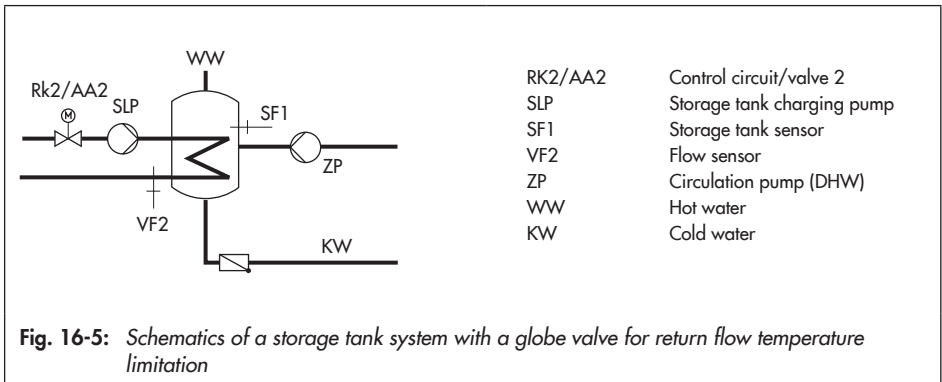 WW
Rk2/AA2
M
SLP
SF1
ZP
VF2
KW
RK2/AA2 Control circuit/valve 2
SLP Storage tank charging pump
SF1 Storage tank sensor
VF2 Flow sensor
ZP Circulation pump (DHW)
WW Hot water
KW Cold water
Fig. 16-5: Schematics of a storage tank system with a globe valve for return flow temperature
limitation